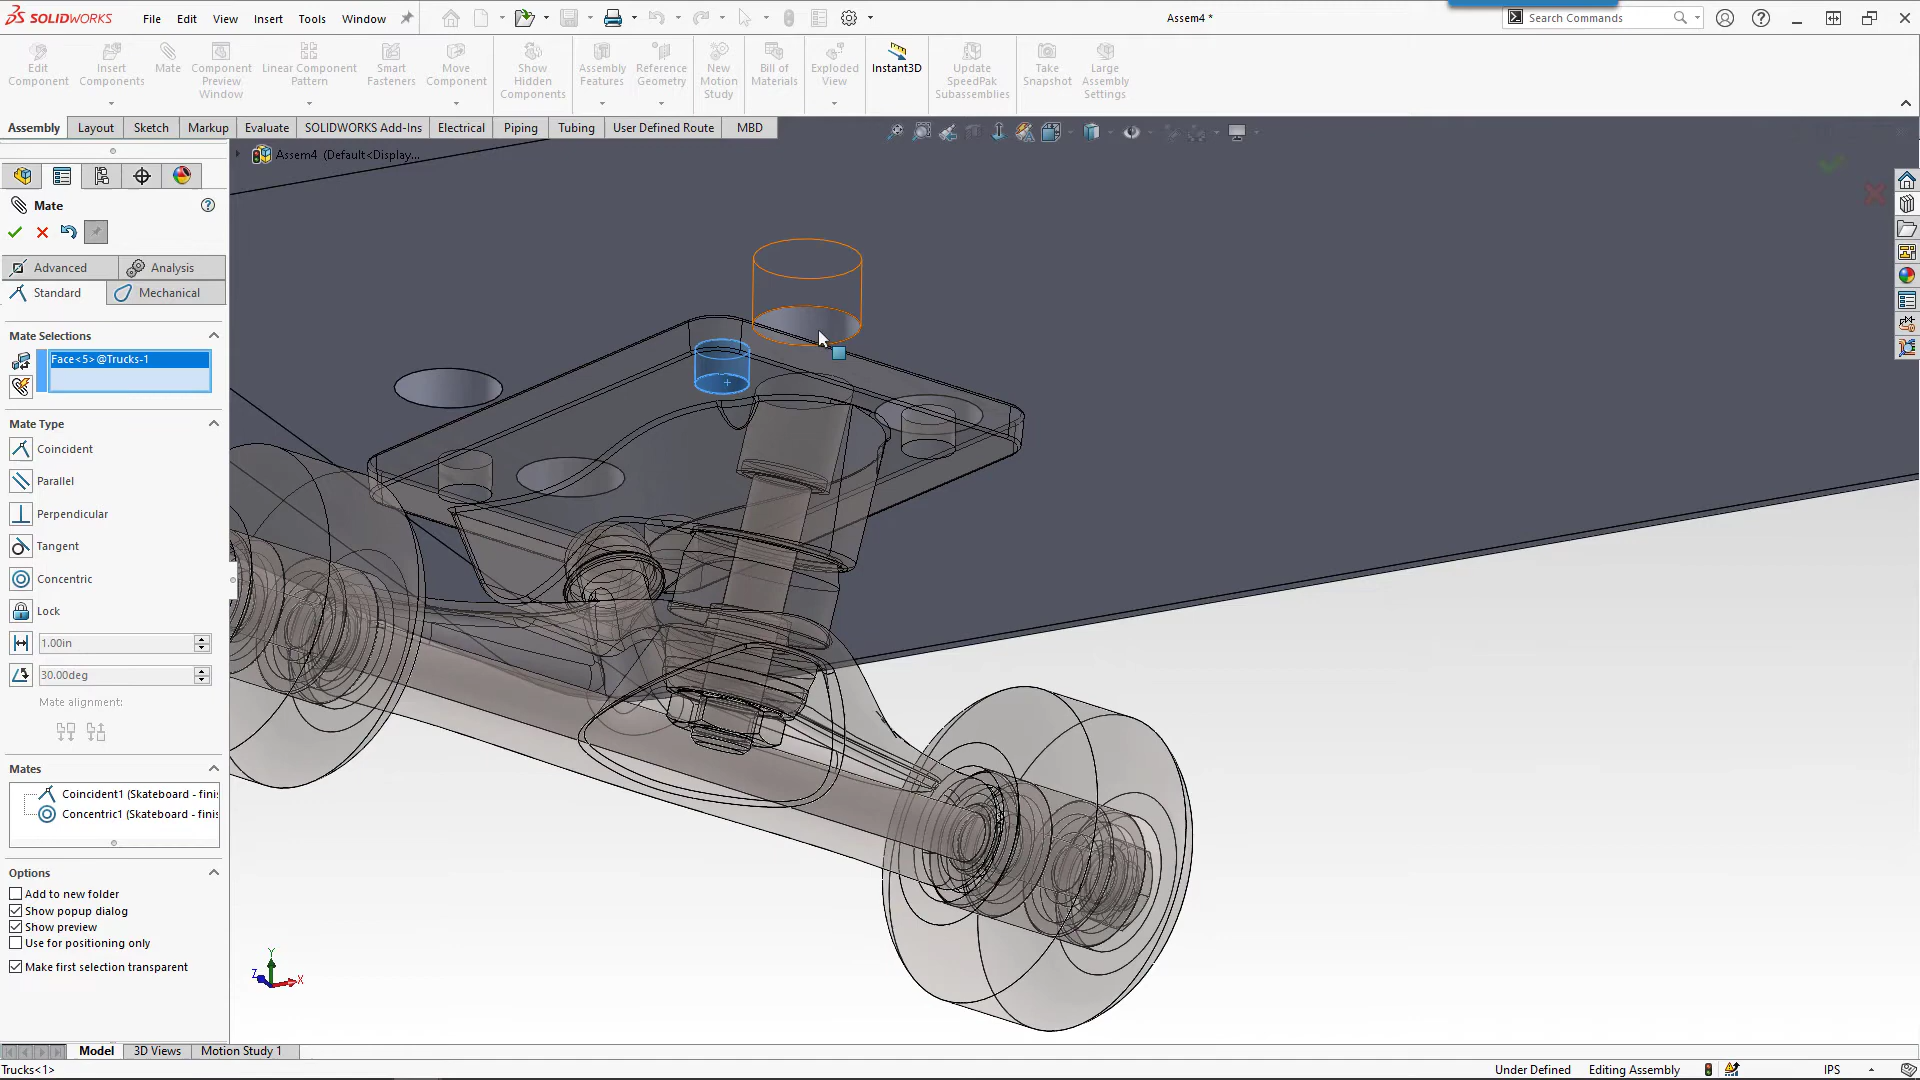 SOLIDWORKS File Edit View Insert Tools Window Assem4 * Search Commands
Edit Component
Insert Components
Mate
Component Preview Window
Linear Component Pattern
Smart Fasteners
Move Component
Show Hidden Components
Assembly Features
Reference Geometry
New Motion Study
Bill of Materials
Exploded View
Instant3D
Update SpeedPak Subassemblies
Take Snapshot
Large Assembly Settings
Assembly Layout Sketch Markup Evaluate SOLIDWORKS Add-Ins Electrical Piping Tubing User Defined Route MBD
Assem4 (Default<Display...
Mate
Advanced Analysis
Standard Mechanical
Mate Selections
Face<5>@Trucks-1
Mate Type
Coincident
Parallel
Perpendicular
Tangent
Concentric
Lock
1.00in
30.00deg
Mate alignment:
Mates
Coincident1 (Skateboard - finis
Concentric1 (Skateboard - finis
Options
Add to new folder
Show popup dialog
Show preview
Use for positioning only
Make first selection transparent
Y
Z X
Model 3D Views Motion Study 1
Trucks<1> Under Defined Editing Assembly IPS